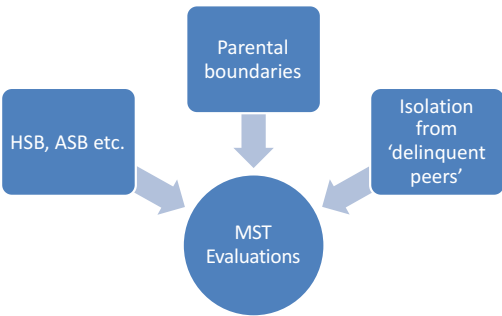 Parental
boundaries
HSB, ASB etc.
Isolation
from
‘delinquent
peers’
MST
Evaluations